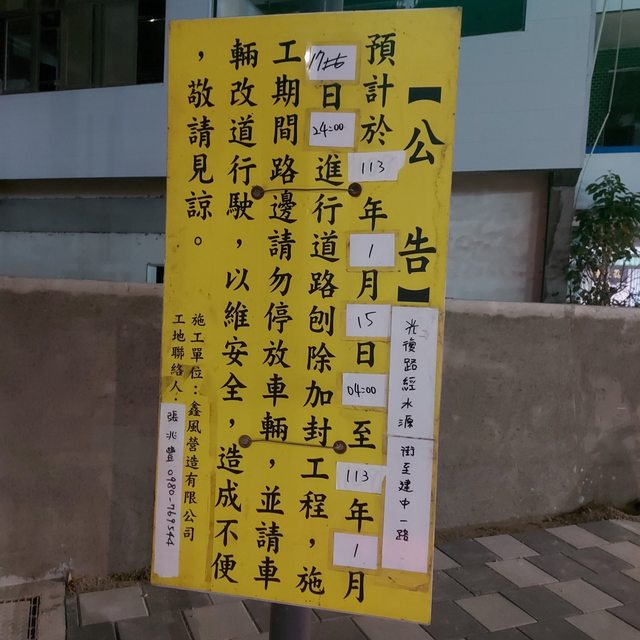 【公告】
光復路經水源街至建中一路
預計於113年1月15日04:00至113年1月
日24:00進行道路刨除加封工程，施
工期間路邊請勿停放車輛，並請車
輛改道行駛，以維安全，造成不便
，敬請見諒。
施工單位：鑫風營造有限公司
工地聯絡人：張兆豐 0980-769544